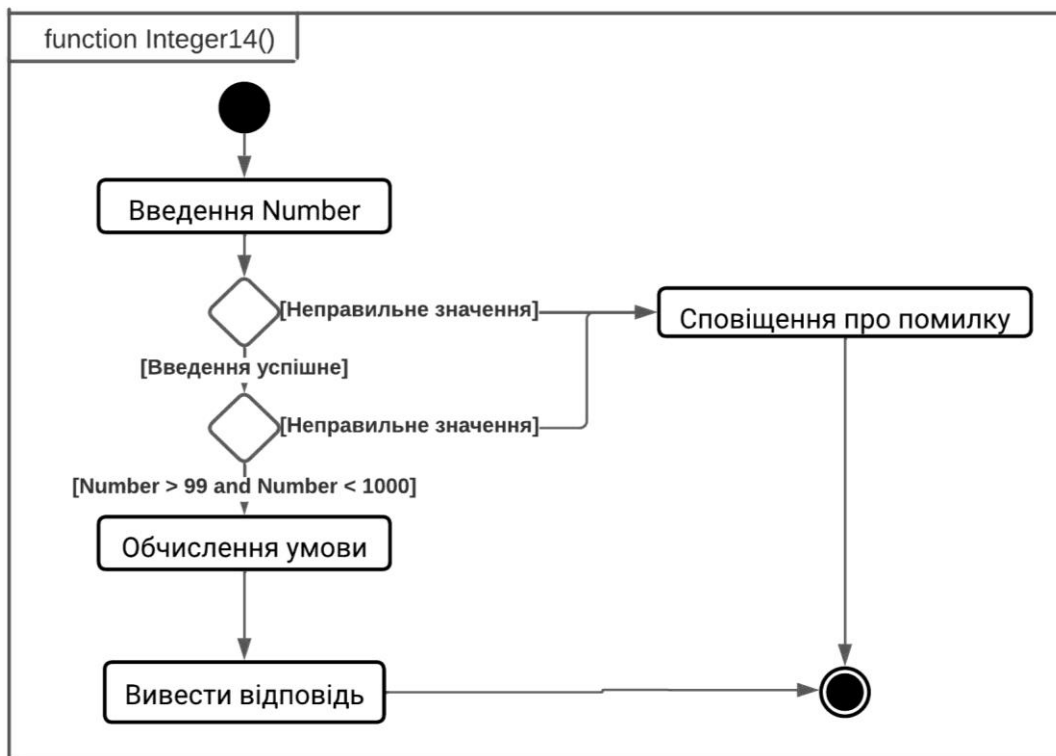 function Integer14()
Введення Number
[Неправильне значення]
Сповіщення про помилку
[Введення успішне]
[Неправильне значення]
[Number > 99 and Number < 1000]
Обчислення умови
Вивести відповідь